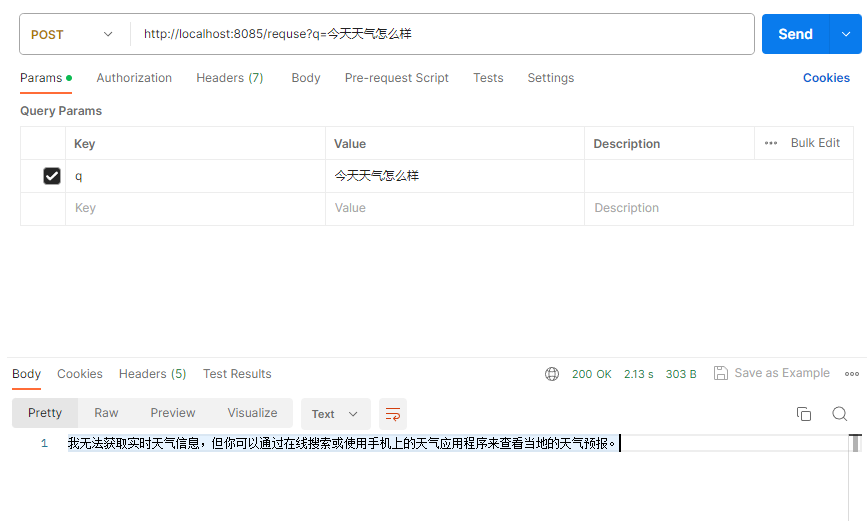 POST http://localhost:8085/requse?q=今天天气怎么样 Send
Params Authorization Headers (7) Body Pre-request Script Tests Settings Cookies
Query Params
Key Value Description ••• Bulk Edit
q 今天天气怎么样
Key Value Description
Body Cookies Headers (5) Test Results 200 OK 2.13 s 303 B Save as Example
Pretty Raw Preview Visualize Text
1 我无法获取实时天气信息，但你可以通过在线搜索或使用手机上的天气应用程序来查看当地的天气预报。